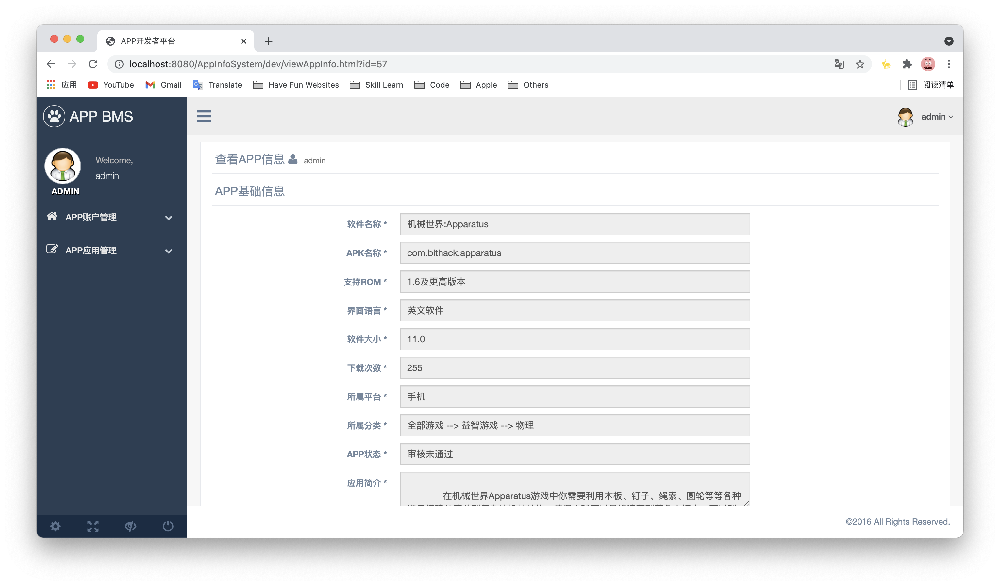 APP开发者平台
localhost:8080/AppInfoSystem/dev/viewAppInfo.html?id=57
应用 YouTube Gmail Translate Have Fun Websites Skill Learn Code Apple Others 阅读清单
APP BMS
admin
Welcome,
admin
ADMIN
APP账户管理
APP应用管理
查看APP信息 admin
APP基础信息
软件名称 * 机械世界:Apparatus
APK名称 * com.bithack.apparatus
支持ROM * 1.6及更高版本
界面语言 * 英文软件
软件大小 * 11.0
下载次数 * 255
所属平台 * 手机
所属分类 * 全部游戏 --> 益智游戏 --> 物理
APP状态 * 审核未通过
应用简介 *
在机械世界Apparatus游戏中你需要利用木板、钉子、绳索、圆轮等等各种
©2016 All Rights Reserved.